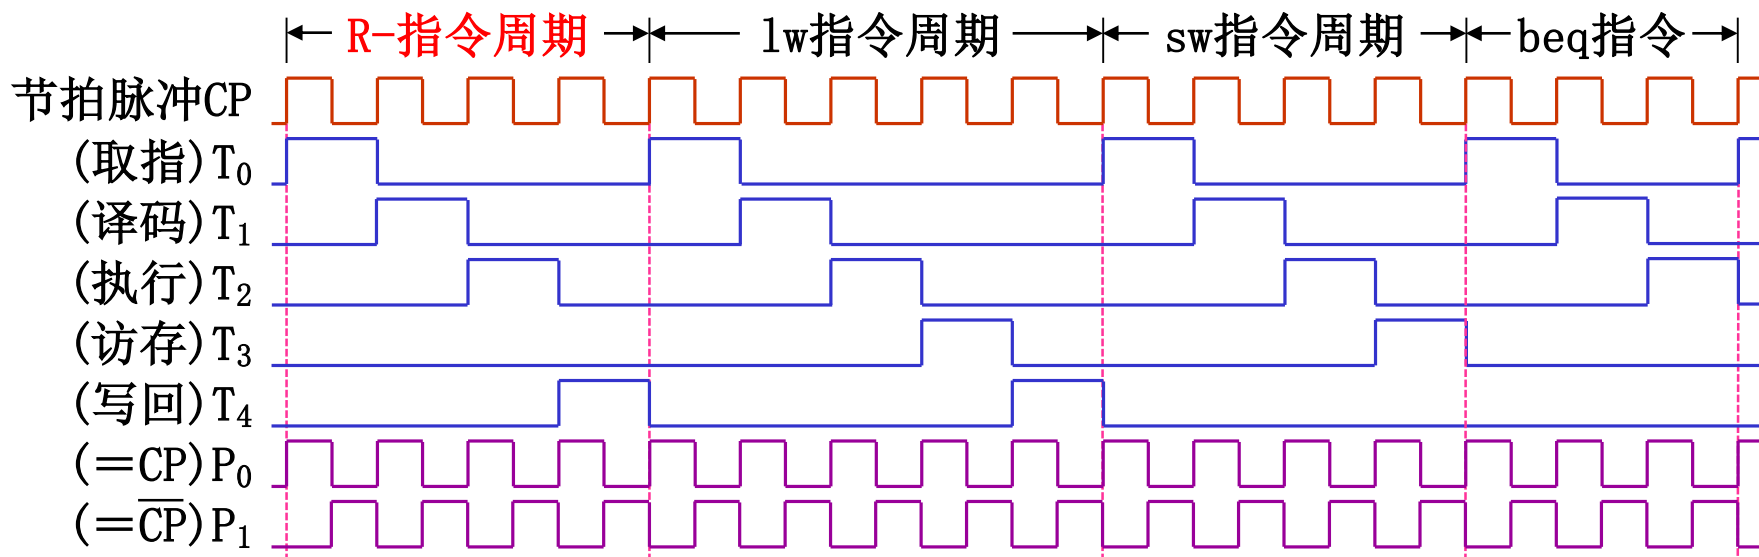 R-指令周期 lw指令周期 sw指令周期 beq指令
节拍脉冲CP
(取指)T₀
(译码)T₁
(执行)T₂
(访存)T₃
(写回)T₄
(=CP)P₀
(=C̅P̅)P₁